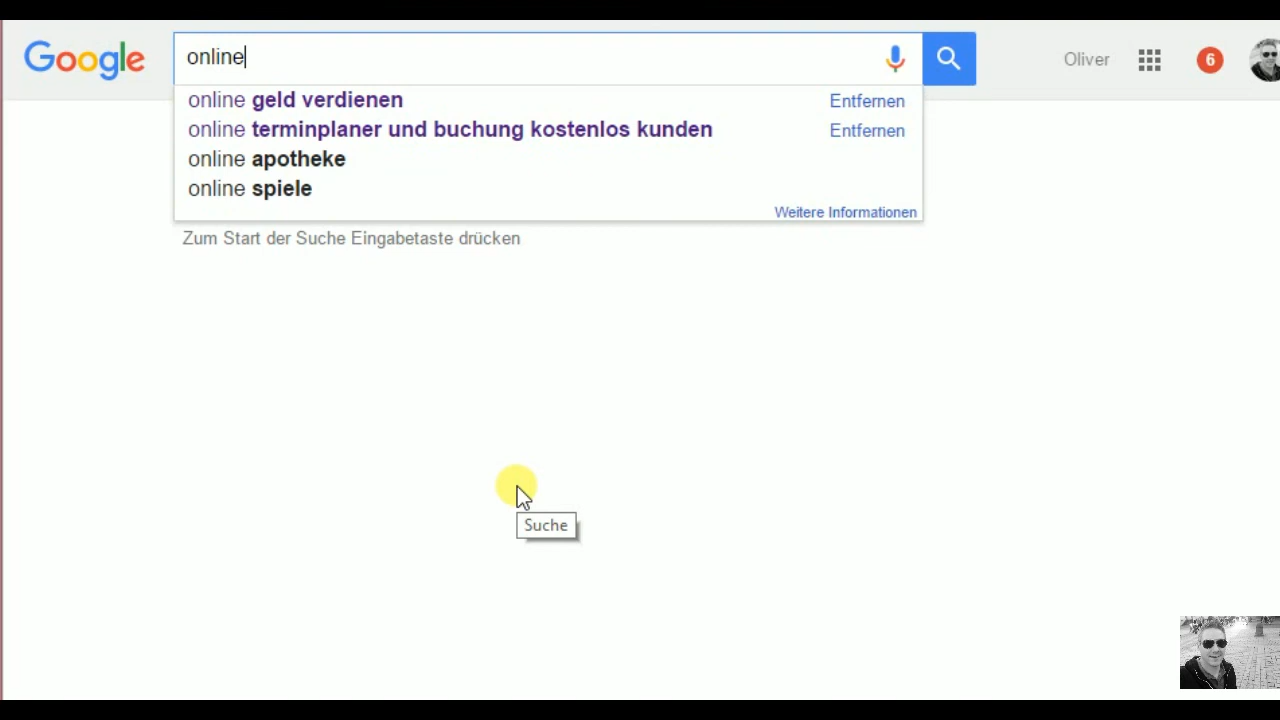 Google
online
Oliver
6
online geld verdienen
Entfernen
online terminplaner und buchung kostenlos kunden
Entfernen
online apotheke
online spiele
Weitere Informationen
Zum Start der Suche Eingabetaste drücken
Suche